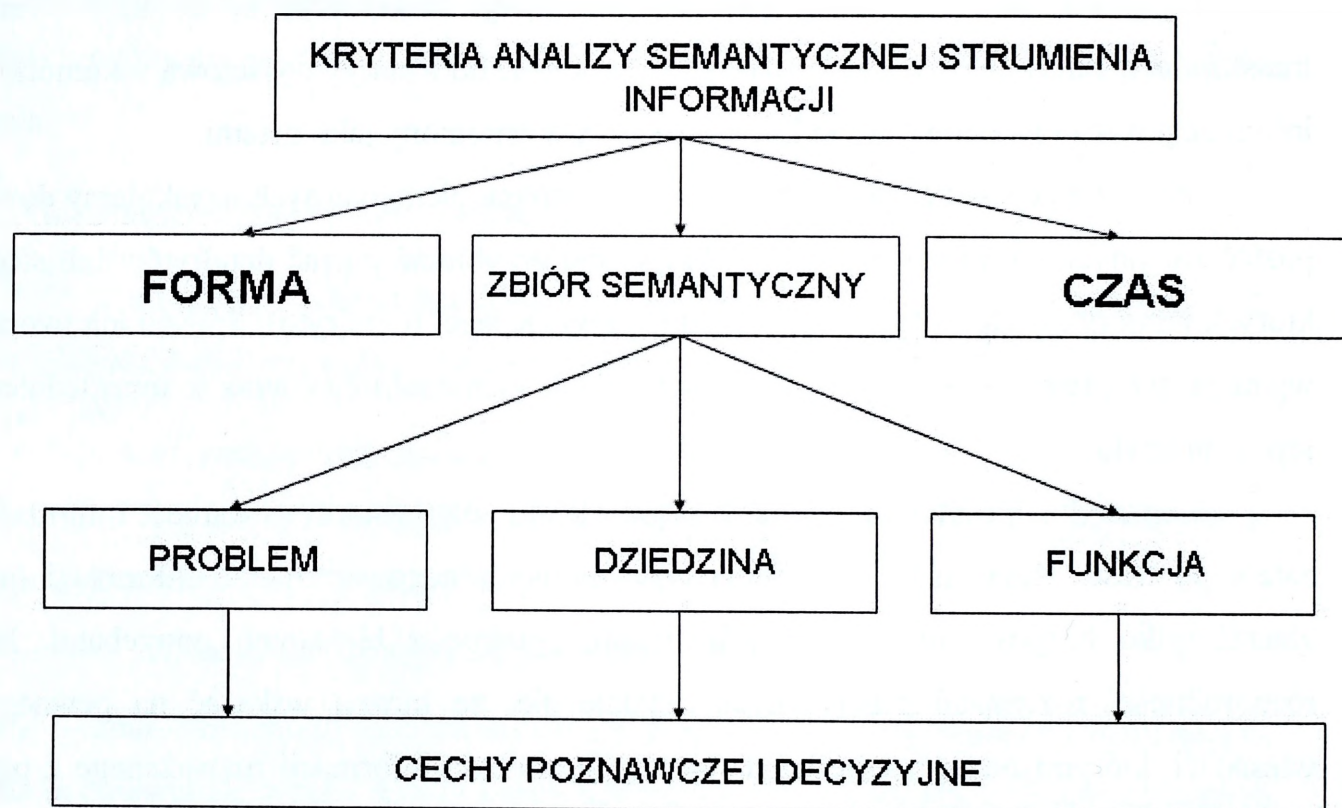 KRYTERIA ANALIZY SEMANTYCZNEJ STRUMIENIA
INFORMACJI
FORMA
ZBIÓR SEMANTYCZNY
CZAS
PROBLEM
DZIEDZINA
FUNKCJA
CECHY POZNAWCZE I DECYZYJNE